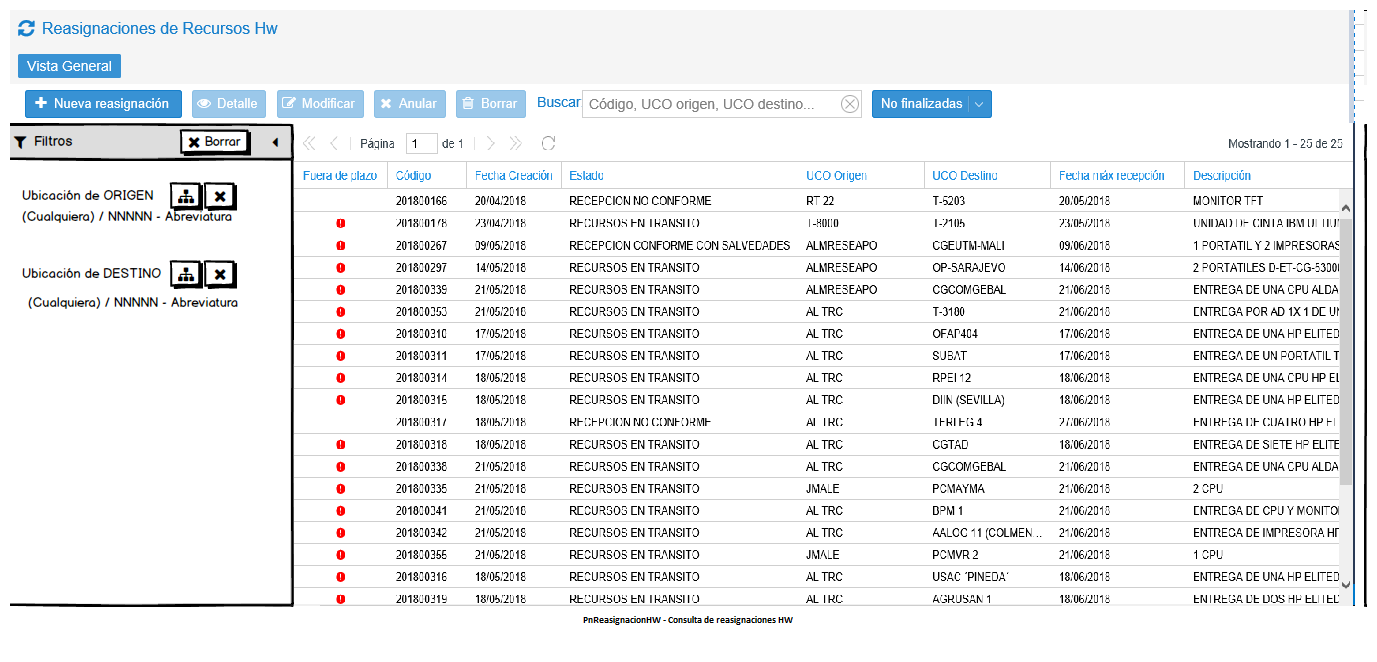 Reasignaciones de Recursos Hw
Vista General
Nueva reasignación Detalle Modificar Anular Borrar Buscar Código, UCO origen, UCO destino... No finalizadas
Filtros Borrar
Ubicación de ORIGEN
(Cualquiera) / NNNNN - Abreviatura
Ubicación de DESTINO
(Cualquiera) / NNNNN - Abreviatura
Página 1 de 1 Mostrando 1 - 25 de 25
Fuera de plazo Código Fecha Creación Estado UCO Origen UCO Destino Fecha máx recepción Descripción
201800166 20/04/2018 RECEPCION NO CONFORME RT 22 T-5203 20/05/2018 MONITOR TFT
201800178 23/04/2018 RECURSOS EN TRANSITO T-8000 T-2105 23/05/2018 UNIDAD DE CINTA IBM ULTIUM
201800267 09/05/2018 RECEPCION CONFORME CON SALVEDADES ALMRESEAPO CGEUTM-MALI 09/06/2018 1 PORTATIL Y 2 IMPRESORAS
201800297 14/05/2018 RECURSOS EN TRANSITO ALMRESEAPO OP-SARAJEVO 14/06/2018 2 PORTATILES D-ET-CG-5300
201800339 21/05/2018 RECURSOS EN TRANSITO ALMRESEAPO CGCOMGEBAL 21/06/2018 ENTREGA DE UNA CPU ALDA
201800353 21/05/2018 RECURSOS EN TRANSITO AL TRC T-3180 21/06/2018 ENTREGA POR AD 1X 1 DE UN
201800310 17/05/2018 RECURSOS EN TRANSITO AL TRC OFAP404 17/06/2018 ENTREGA DE UNA HP ELITED
201800311 17/05/2018 RECURSOS EN TRANSITO AL TRC SUBAT 17/06/2018 ENTREGA DE UN PORTATIL T
201800314 18/05/2018 RECURSOS EN TRANSITO AL TRC RPEI 12 18/06/2018 ENTREGA DE UNA CPU HP EL
201800315 18/05/2018 RECURSOS EN TRANSITO AL TRC DIIN (SEVILLA) 18/06/2018 ENTREGA DE UNA HP ELITED
201800317 18/05/2018 RECEPCION NO CONFORME AL TRC TERLEG 4 27/06/2018 ENTREGA DE CUATRO HP EL
201800318 18/05/2018 RECURSOS EN TRANSITO AL TRC CGTAD 18/06/2018 ENTREGA DE SIETE HP ELITE
201800338 21/05/2018 RECURSOS EN TRANSITO AL TRC CGCOMGEBAL 21/06/2018 ENTREGA DE UNA CPU ALDA
201800335 21/05/2018 RECURSOS EN TRANSITO JMALE PCMAYMA 21/06/2018 2 CPU
201800341 21/05/2018 RECURSOS EN TRANSITO AL TRC BPM 1 21/06/2018 ENTREGA DE CPU Y MONITO
201800342 21/05/2018 RECURSOS EN TRANSITO AL TRC AALOG 11 (COLMEN... 21/06/2018 ENTREGA DE IMPRESORA HP
201800355 21/05/2018 RECURSOS EN TRANSITO JMALE PCMVR 2 21/06/2018 1 CPU
201800316 18/05/2018 RECURSOS EN TRANSITO AL TRC USAC ´PINEDA´ 18/06/2018 ENTREGA DE UNA HP ELITED
201800319 18/05/2018 RECURSOS EN TRANSITO AL TRC AGRUSAN 1 18/06/2018 ENTREGA DE DOS HP ELITED
PnReasignacionHW - Consulta de reasignaciones HW